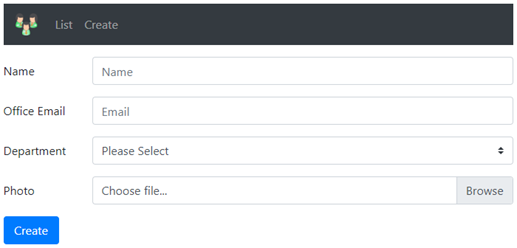 List Create
Name Name
Office Email Email
Department Please Select
Photo Choose file... Browse
Create